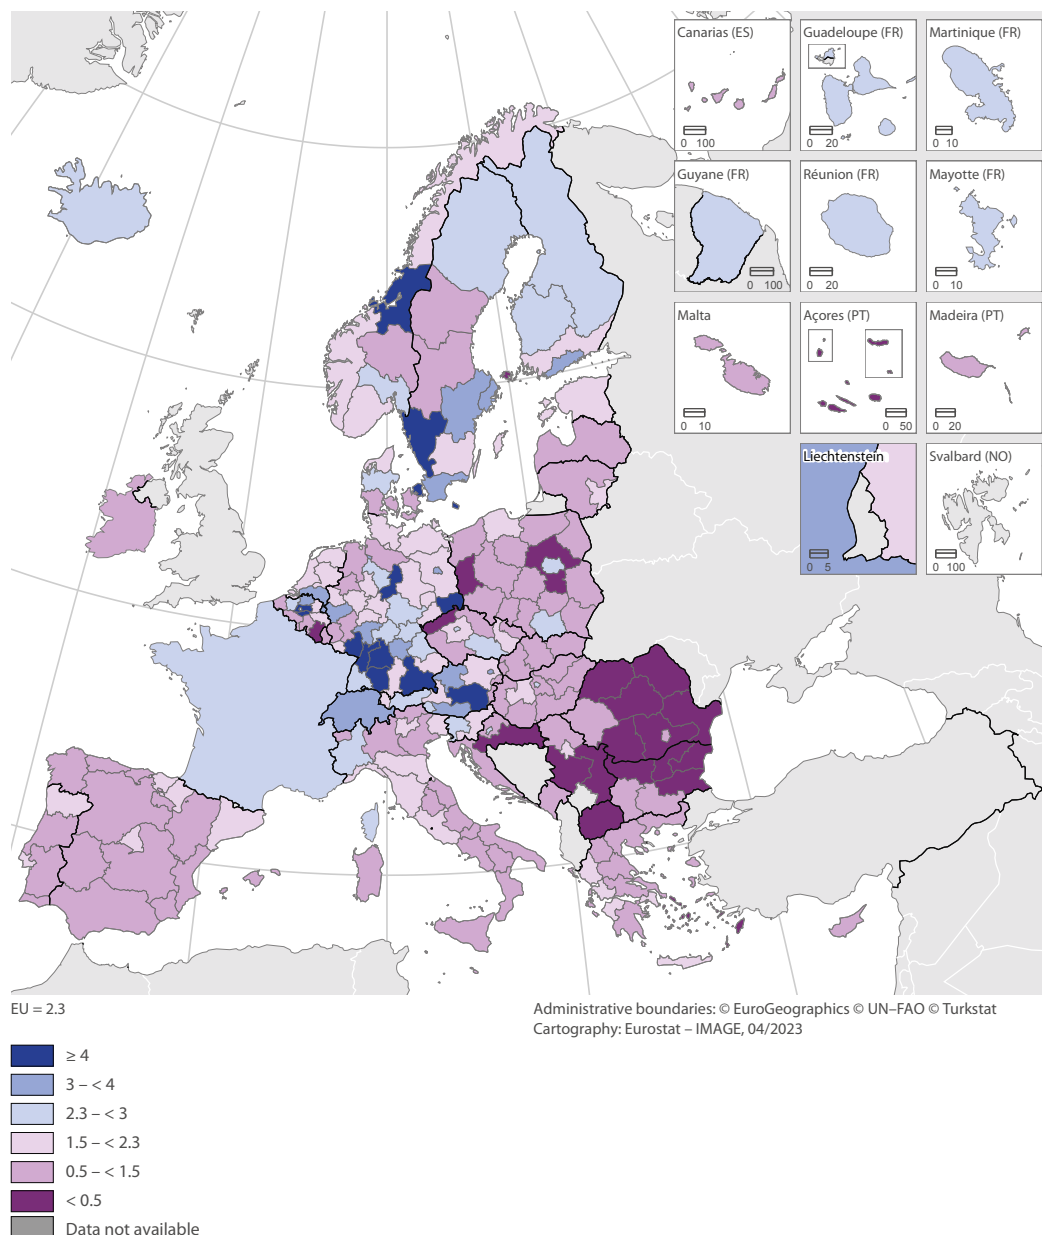 Canarias (ES)
0 100
Guadeloupe (FR)
0 20
Martinique (FR)
0 10
Guyane (FR)
0 100
Réunion (FR)
0 20
Mayotte (FR)
0 10
Malta
0 10
Açores (PT)
0 50
Madeira (PT)
0 20
Liechtenstein
0 5
Svalbard (NO)
0 100
EU = 2.3
Administrative boundaries: © EuroGeographics © UN–FAO © Turkstat
Cartography: Eurostat – IMAGE, 04/2023
≥ 4
3 – < 4
2.3 – < 3
1.5 – < 2.3
0.5 – < 1.5
< 0.5
Data not available